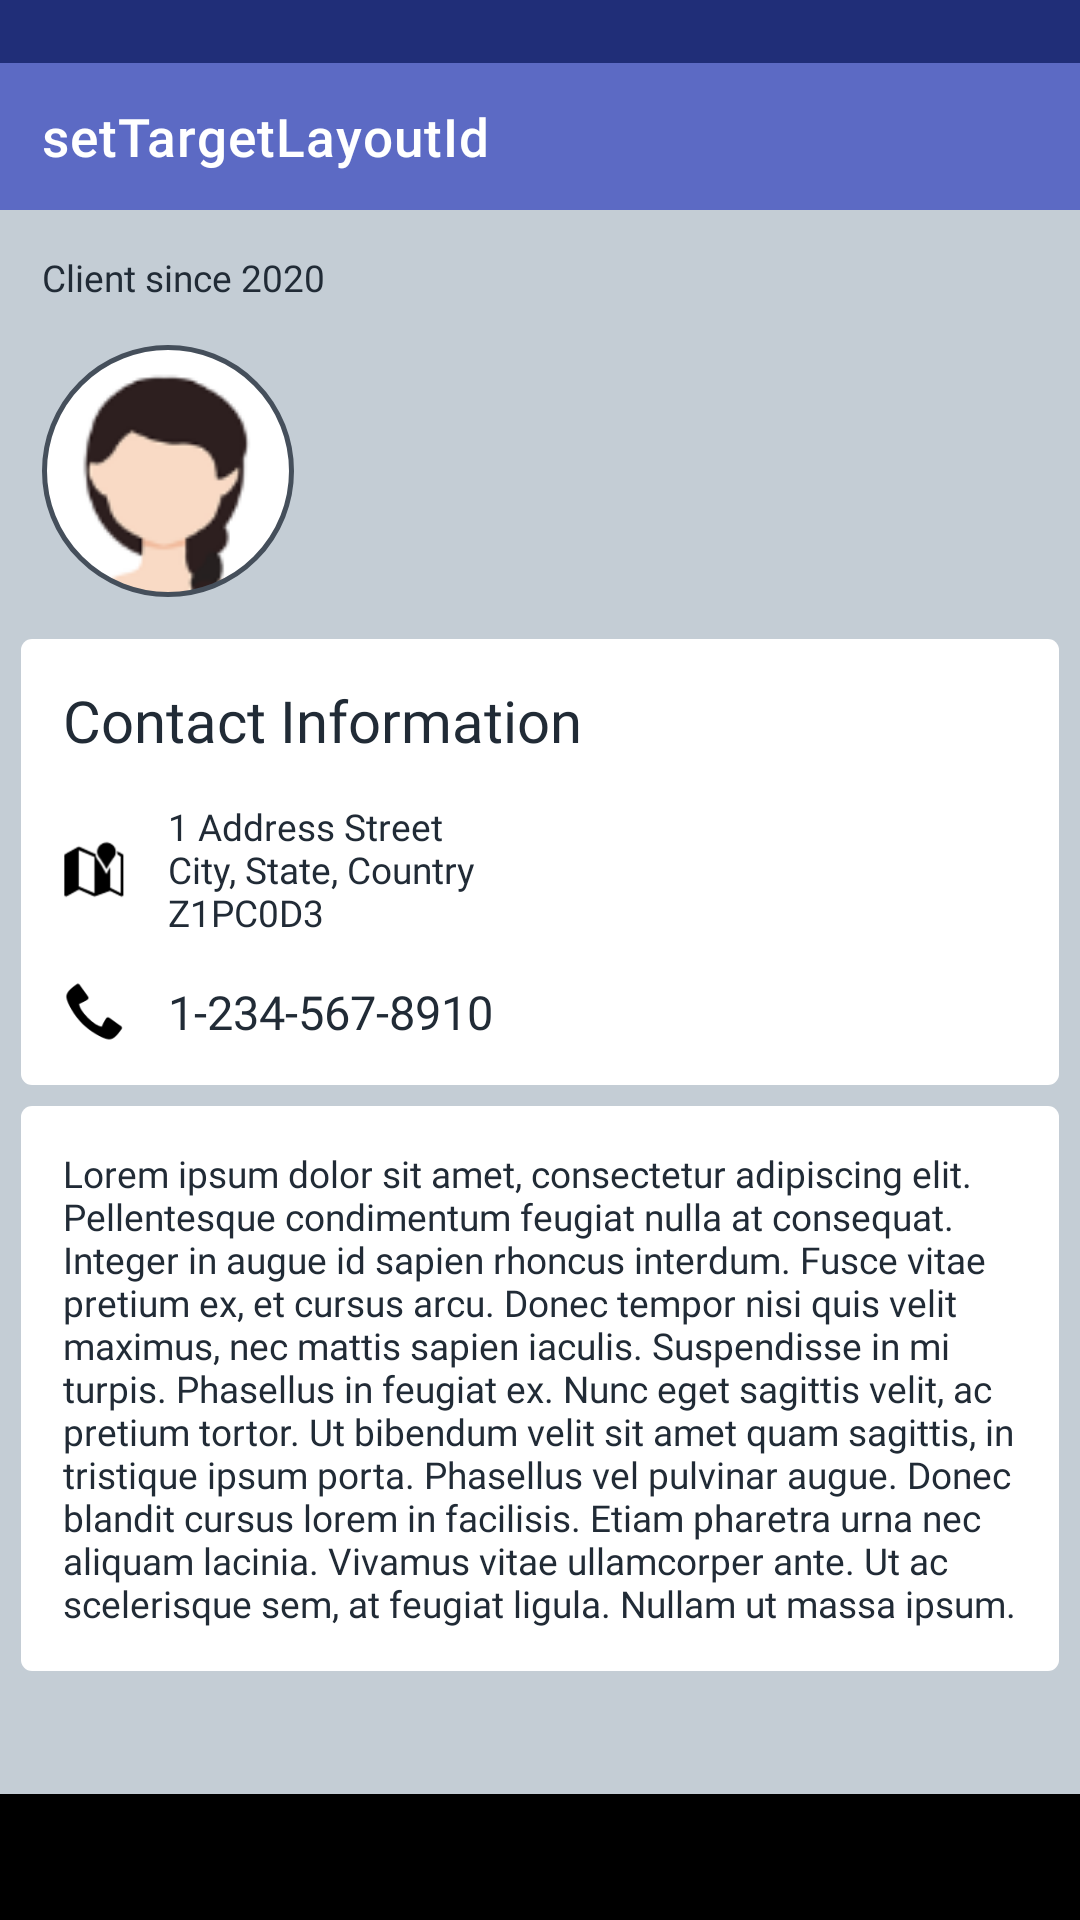 setTargetLayoutId
Client since 2020
Contact Information
1 Address Street
City, State, Country
Z1PC0D3
1-234-567-8910
Lorem ipsum dolor sit amet, consectetur adipiscing elit.
Pellentesque condimentum feugiat nulla at consequat.
Integer in augue id sapien rhoncus interdum. Fusce vitae
pretium ex, et cursus arcu. Donec tempor nisi quis velit
maximus, nec mattis sapien iaculis. Suspendisse in mi
turpis. Phasellus in feugiat ex. Nunc eget sagittis velit, ac
pretium tortor. Ut bibendum velit sit amet quam sagittis, in
tristique ipsum porta. Phasellus vel pulvinar augue. Donec
blandit cursus lorem in facilisis. Etiam pharetra urna nec
aliquam lacinia. Vivamus vitae ullamcorper ante. Ut ac
scelerisque sem, at feugiat ligula. Nullam ut massa ipsum.